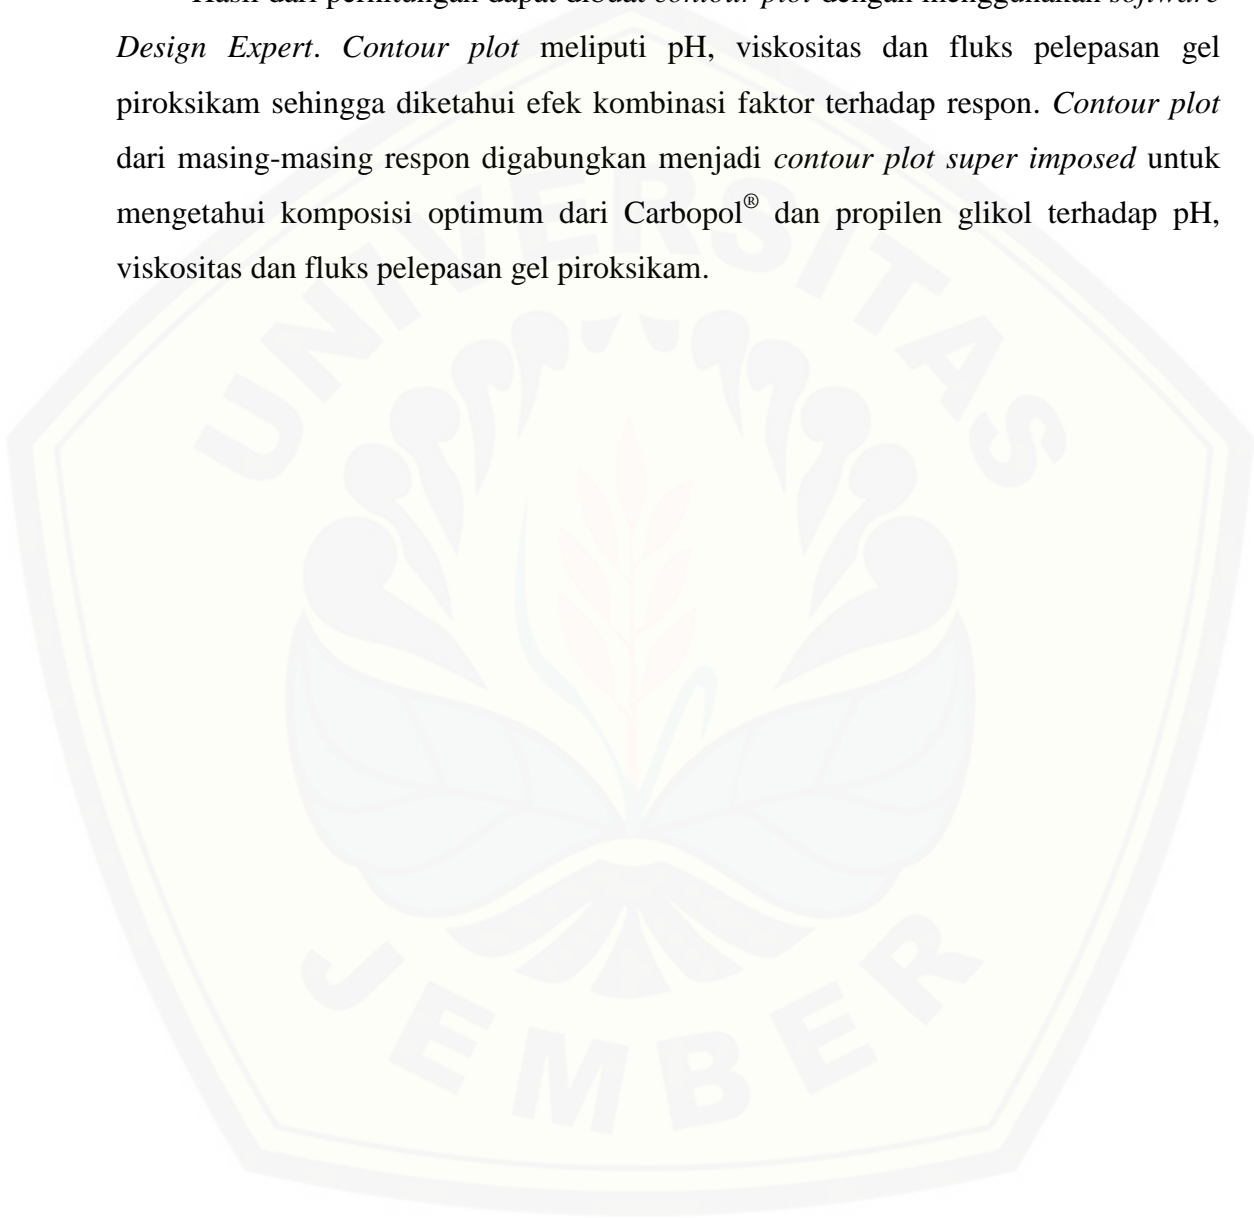 Hasil dari perhitungan dapat dibuat contour plot dengan menggunakan software
Design Expert. Contour plot meliputi pH, viskositas dan fluks pelepasan gel
piroksikam sehingga diketahui efek kombinasi faktor terhadap respon. Contour plot
dari masing-masing respon digabungkan menjadi contour plot super imposed untuk
mengetahui komposisi optimum dari Carbopol® dan propilen glikol terhadap pH,
viskositas dan fluks pelepasan gel piroksikam.
UNIVERSITAS
JEMBER